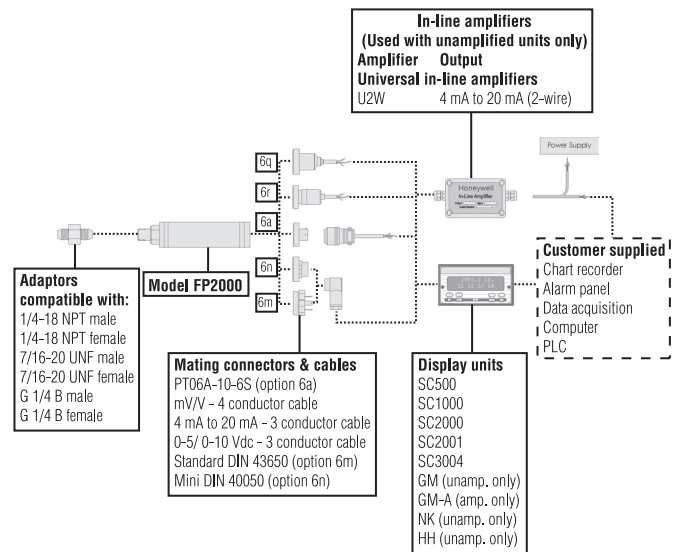 In-line amplifiers
(Used with unamplified units only)
Amplifier Output
Universal in-line amplifiers
U2W 4 mA to 20 mA (2-wire)
Power Supply
6q
6r
6a
6n
6m
Honeywell
In-Line Amplifier
Adaptors
compatible with:
1/4-18 NPT male
1/4-18 NPT female
7/16-20 UNF male
7/16-20 UNF female
G 1/4 B male
G 1/4 B female
Model FP2000
Mating connectors & cables
PT06A-10-6S (option 6a)
mV/V - 4 conductor cable
4 mA to 20 mA - 3 conductor cable
0-5/ 0-10 Vdc - 3 conductor cable
Standard DIN 43650 (option 6m)
Mini DIN 40050 (option 6n)
Display units
SC500
SC1000
SC2000
SC2001
SC3004
GM (unamp. only)
GM-A (amp. only)
NK (unamp. only)
HH (unamp. only)
Customer supplied
Chart recorder
Alarm panel
Data acquisition
Computer
PLC